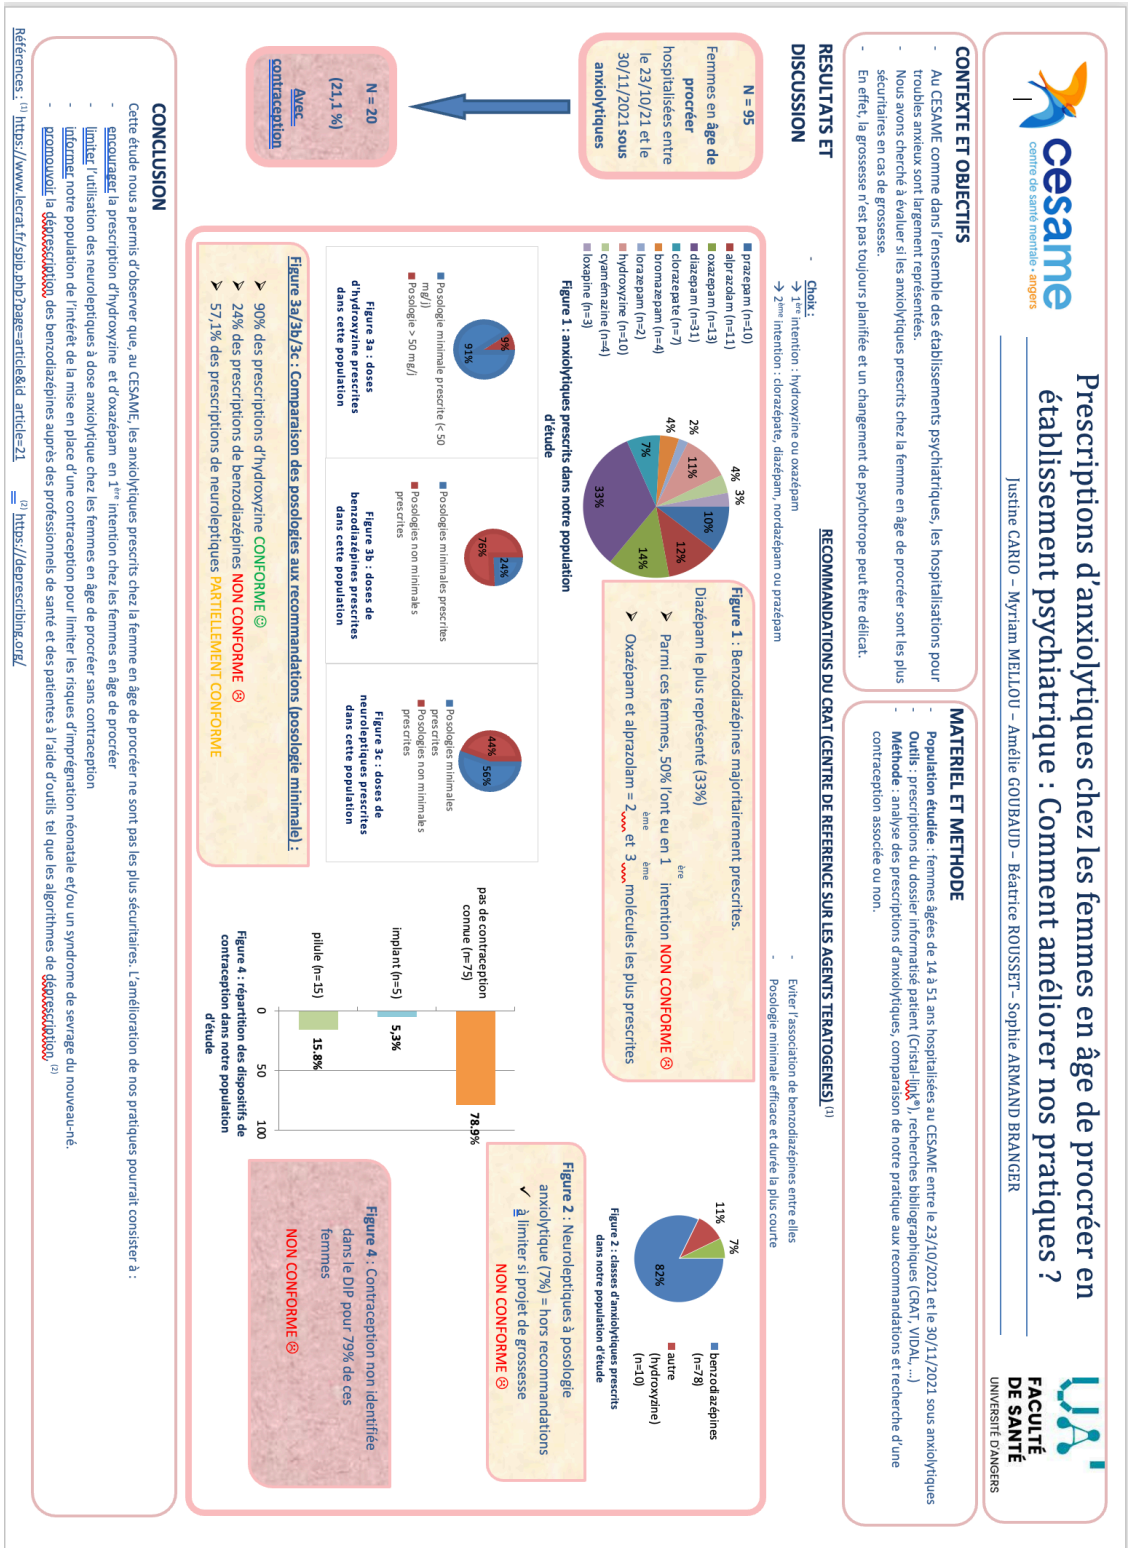 cesame
centre de santé mentale • angers
Prescriptions d'anxiolytiques chez les femmes en âge de procréer en
établissement psychiatrique : Comment améliorer nos pratiques ?
Justine CARIO – Myriam MELLOU – Amélie GOUBAUD – Béatrice ROUSSET– Sophie ARMAND BRANGER
UA
FACULTÉ
DE SANTÉ
UNIVERSITÉ D'ANGERS
CONTEXTE ET OBJECTIFS
- Au CESAME comme dans l'ensemble des établissements psychiatriques, les hospitalisations pour
troubles anxieux sont largement représentées.
- Nous avons cherché à évaluer si les anxiolytiques prescrits chez la femme en âge de procréer sont les plus
sécuritaires en cas de grossesse.
- En effet, la grossesse n'est pas toujours planifiée et un changement de psychotrope peut être délicat.
MATERIEL ET METHODE
- Population étudiée : femmes âgées de 14 à 51 ans hospitalisées au CESAME entre le 23/10/2021 et le 30/11/2021 sous anxiolytiques
- Outils : prescriptions du dossier informatisé patient (Cristal-link®), recherches bibliographiques (CRAT, VIDAL, ...)
- Méthode : analyse des prescriptions d'anxiolytiques, comparaison de notre pratique aux recommandations et recherche d'une
contraception associée ou non.
RESULTATS ET
DISCUSSION
RECOMMANDATIONS DU CRAT (CENTRE DE REFERENCE SUR LES AGENTS TERATOGENES) (1)
- Choix :
→ 1ère intention : hydroxyzine ou oxazépam
→ 2ème intention : clorazépate, diazépam, nordazépam ou prazépam
- Eviter l'association de benzodiazépines entre elles
- Posologie minimale efficace et durée la plus courte
N = 95
Femmes en âge de
procréer
hospitalisées entre
le 23/10/21 et le
30/11/2021 sous
anxiolytiques
N = 20
(21,1 %)
Avec
contraception
prazepam (n=10)
alprazolam (n=11)
oxazepam (n=13)
diazepam (n=31)
clorazepate (n=7)
bromazepam (n=4)
lorazepam (n=2)
hydroxyzine (n=10)
cyamémazine (n=4)
loxapine (n=3)
10%
12%
14%
33%
7%
4%
2%
11%
4%
3%
Figure 1 : anxiolytiques prescrits dans notre population
d'étude
Figure 1 : Benzodiazépines majoritairement prescrites.
Diazépam le plus représenté (33%)
➢ Parmi ces femmes, 50% l'ont eu en 1ère intention NON CONFORME ☹
➢ Oxazépam et alprazolam = 2ème et 3ème molécules les plus prescrites
82%
11%
7%
benzodiazépines
(n=78)
autre
(hydroxyzine)
(n=10)
Figure 2 : classes d'anxiolytiques prescrits
dans notre population d'étude
Figure 2 : Neuroleptiques à posologie
anxiolytique (7%) = hors recommandations
✓ à limiter si projet de grossesse
NON CONFORME ☹
9%
91%
Posologie minimale prescrite (< 50
mg/j)
Posologie > 50 mg/j
Figure 3a : doses
d'hydroxyzine prescrites
dans cette population
24%
76%
Posologies minimales prescrites
Posologies non minimales
prescrites
Figure 3b : doses de
benzodiazépines prescrites
dans cette population
44%
56%
Posologies minimales
prescrites
Posologies non minimales
prescrites
Figure 3c : doses de
neuroleptiques prescrites
dans cette population
Figure 3a/3b/3c : Comparaison des posologies aux recommandations (posologie minimale) :
➢ 90% des prescriptions d'hydroxyzine CONFORME ☺
➢ 24% des prescriptions de benzodiazépines NON CONFORME ☹
➢ 57,1% des prescriptions de neuroleptiques PARTIELLEMENT CONFORME
pas de contraception
connue (n=75)
78.9%
implant (n=5)
5,3%
pilule (n=15)
15.8%
0
50
100
Figure 4 : répartition des dispositifs de
contraception dans notre population
d'étude
Figure 4 : Contraception non identifiée
dans le DIP pour 79% de ces
femmes
NON CONFORME ☹
CONCLUSION
Cette étude nous a permis d'observer que, au CESAME, les anxiolytiques prescrits chez la femme en âge de procréer ne sont pas les plus sécuritaires. L'amélioration de nos pratiques pourrait consister à :
- encourager la prescription d'hydroxyzine et d'oxazépam en 1ère intention chez les femmes en âge de procréer
- limiter l'utilisation des neuroleptiques à dose anxiolytique chez les femmes en âge de procréer sans contraception
- informer notre population de l'intérêt de la mise en place d'une contraception pour limiter les risques d'imprégnation néonatale et/ou un syndrome de sevrage du nouveau-né.
- promouvoir la déprescription des benzodiazépines auprès des professionnels de santé et des patientes à l'aide d'outils tel que les algorithmes de déprescription (2)
Références : (1) https://www.lecrat.fr/spip.php?page=article&id_article=21 (2) https://deprescribing.org/